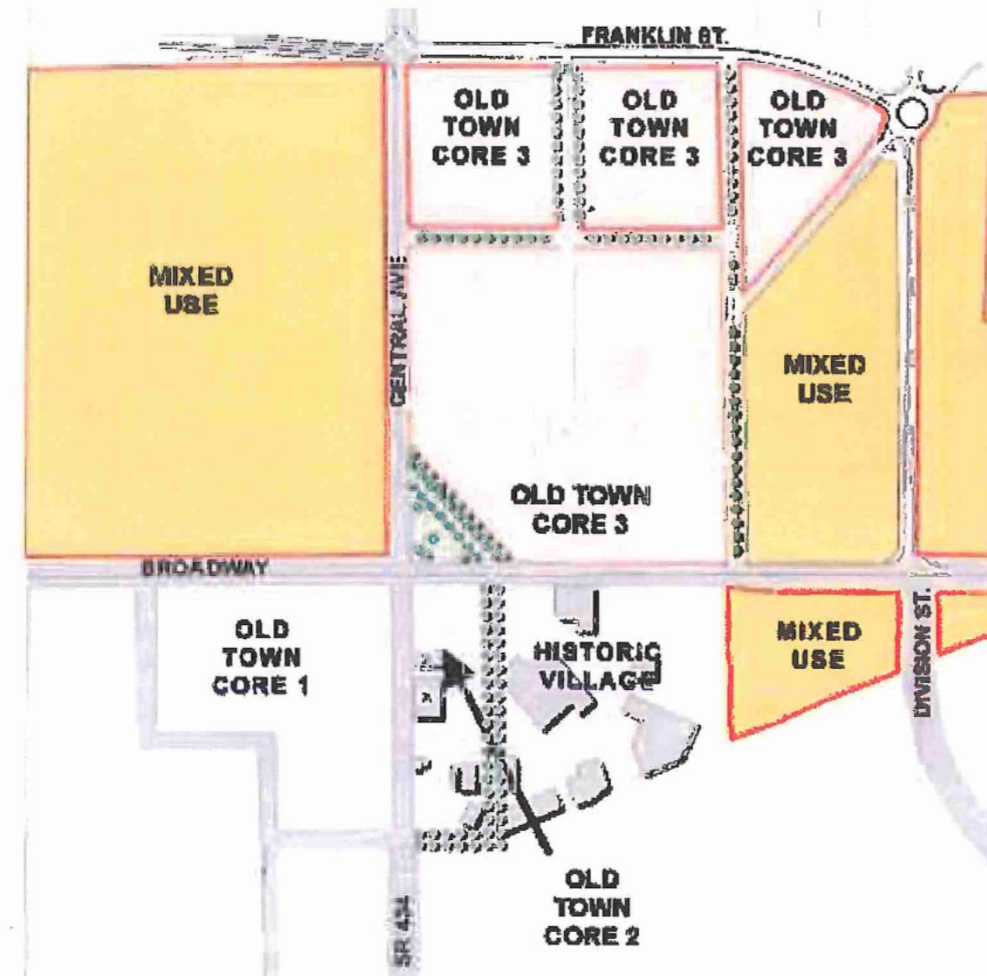 FRANKLIN ST.
OLD
TOWN
CORE 3
OLD
TOWN
CORE 3
OLD
TOWN
CORE 3
MIXED
USE
CENTRAL AVE
MIXED
USE
OLD TOWN
CORE 3
BROADWAY
OLD
TOWN
CORE 1
HISTORIC
VILLAGE
MIXED
USE
DIVISION ST.
OLD
TOWN
CORE 2
SR 434